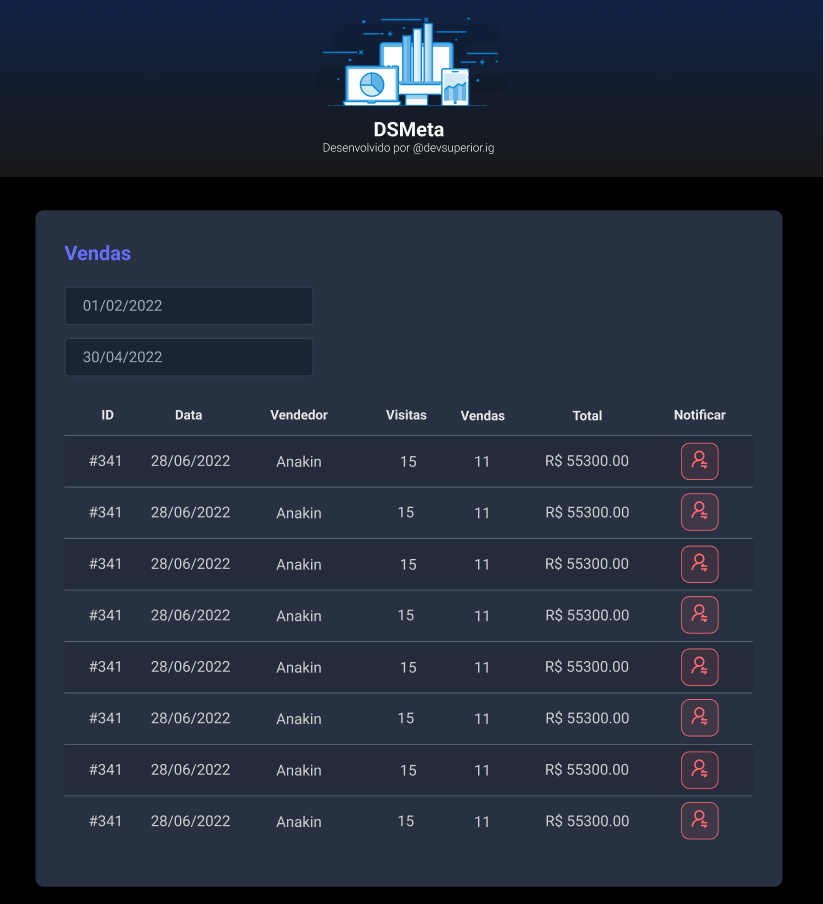 DSMeta
Desenvolvido por @devsuperior.ig
Vendas
01/02/2022
30/04/2022
ID Data Vendedor Visitas Vendas Total Notificar
#341 28/06/2022 Anakin 15 11 R$ 55300.00
#341 28/06/2022 Anakin 15 11 R$ 55300.00
#341 28/06/2022 Anakin 15 11 R$ 55300.00
#341 28/06/2022 Anakin 15 11 R$ 55300.00
#341 28/06/2022 Anakin 15 11 R$ 55300.00
#341 28/06/2022 Anakin 15 11 R$ 55300.00
#341 28/06/2022 Anakin 15 11 R$ 55300.00
#341 28/06/2022 Anakin 15 11 R$ 55300.00